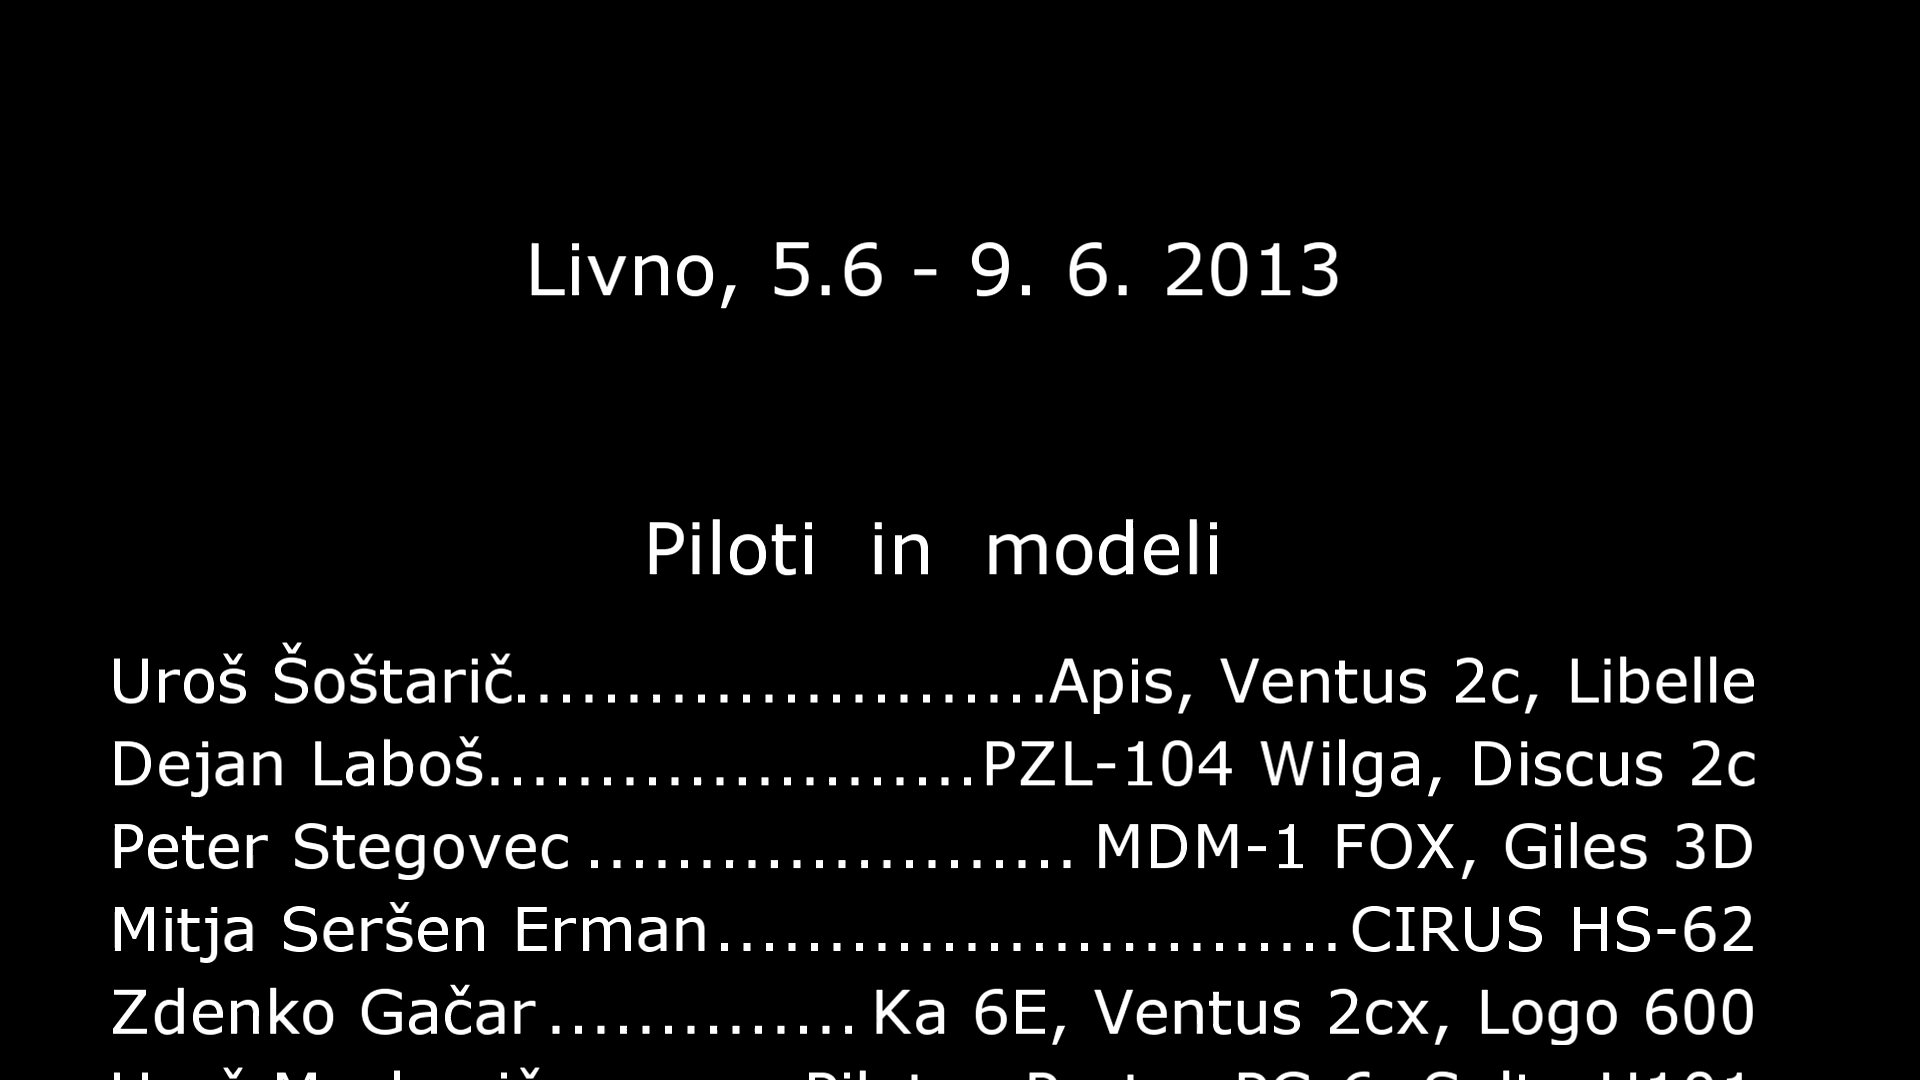 Livno, 5.6 - 9. 6. 2013
Piloti in modeli
Uroš Šoštarič........................Apis, Ventus 2c, Libelle
Dejan Laboš......................PZL-104 Wilga, Discus 2c
Peter Stegovec ...................... MDM-1 FOX, Giles 3D
Mitja Seršen Erman............................CIRUS HS-62
Zdenko Gačar .............. Ka 6E, Ventus 2cx, Logo 600